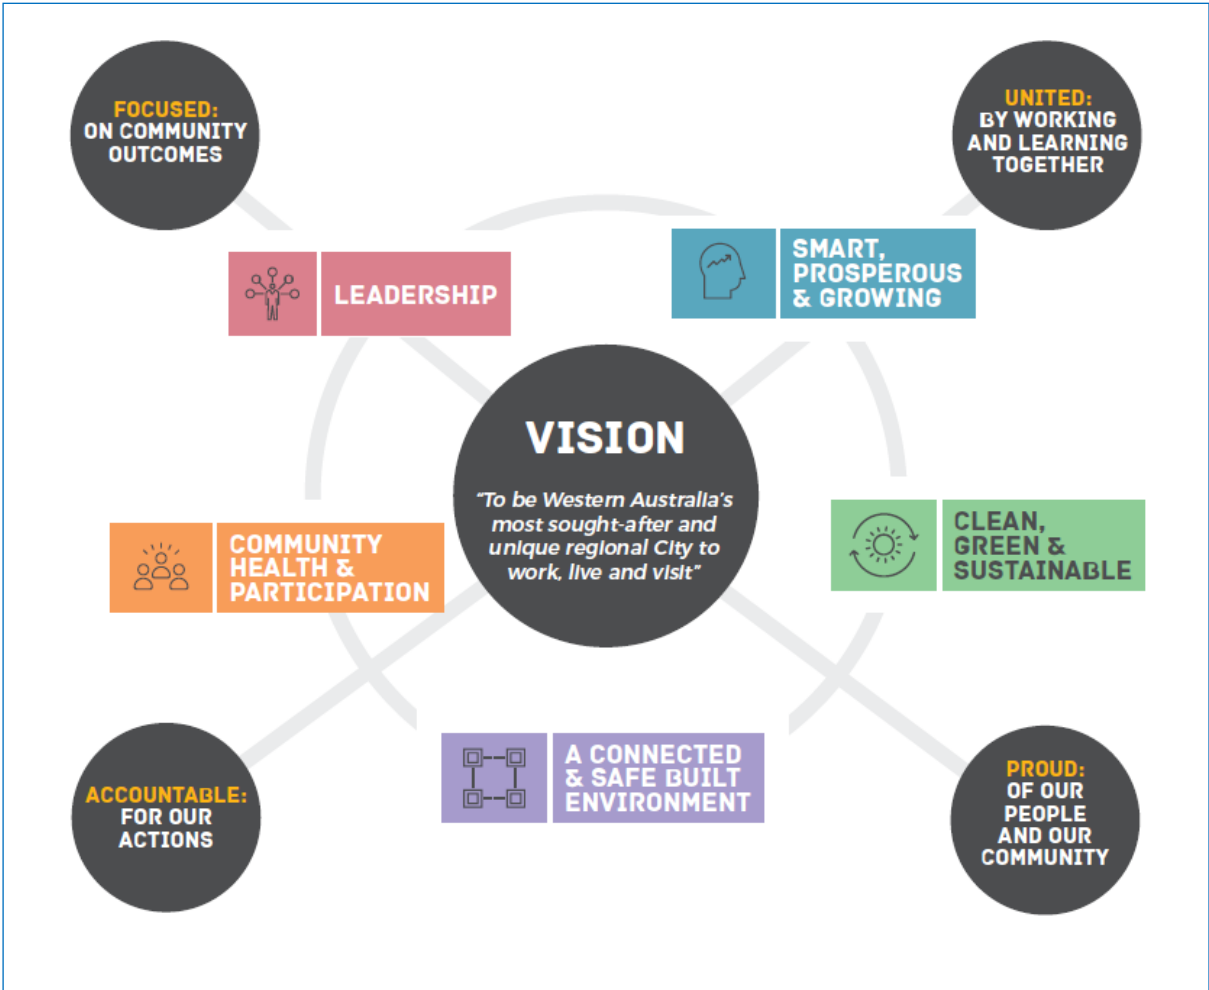 FOCUSED:
ON COMMUNITY
OUTCOMES
UNITED:
BY WORKING
AND LEARNING
TOGETHER
LEADERSHIP
SMART,
PROSPEROUS
& GROWING
VISION
“To be Western Australia’s
most sought-after and
unique regional City to
work, live and visit”
COMMUNITY
HEALTH &
PARTICIPATION
CLEAN,
GREEN &
SUSTAINABLE
A CONNECTED
& SAFE BUILT
ENVIRONMENT
ACCOUNTABLE:
FOR OUR
ACTIONS
PROUD:
OF OUR
PEOPLE
AND OUR
COMMUNITY